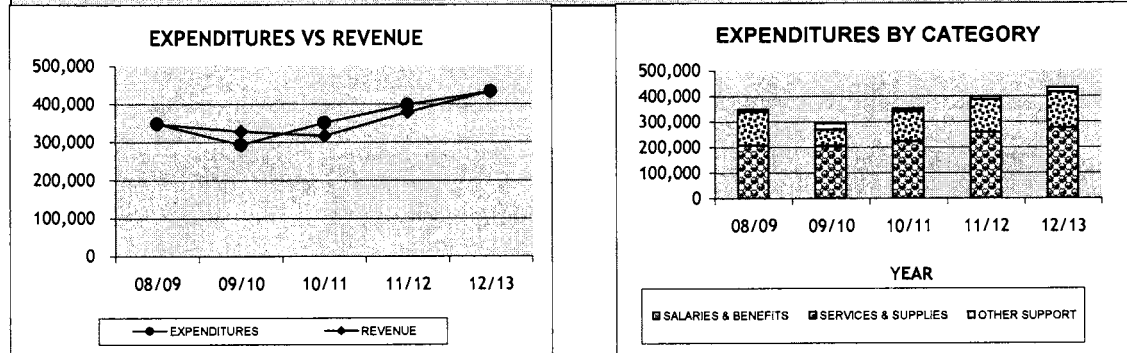 EXPENDITURES VS REVENUE
500,000
400,000
300,000
200,000
100,000
0
08/09 09/10 10/11 11/12 12/13
EXPENDITURES REVENUE
EXPENDITURES BY CATEGORY
500,000
400,000
300,000
200,000
100,000
0
08/09 09/10 10/11 11/12 12/13
YEAR
SALARIES & BENEFITS SERVICES & SUPPLIES OTHER SUPPORT